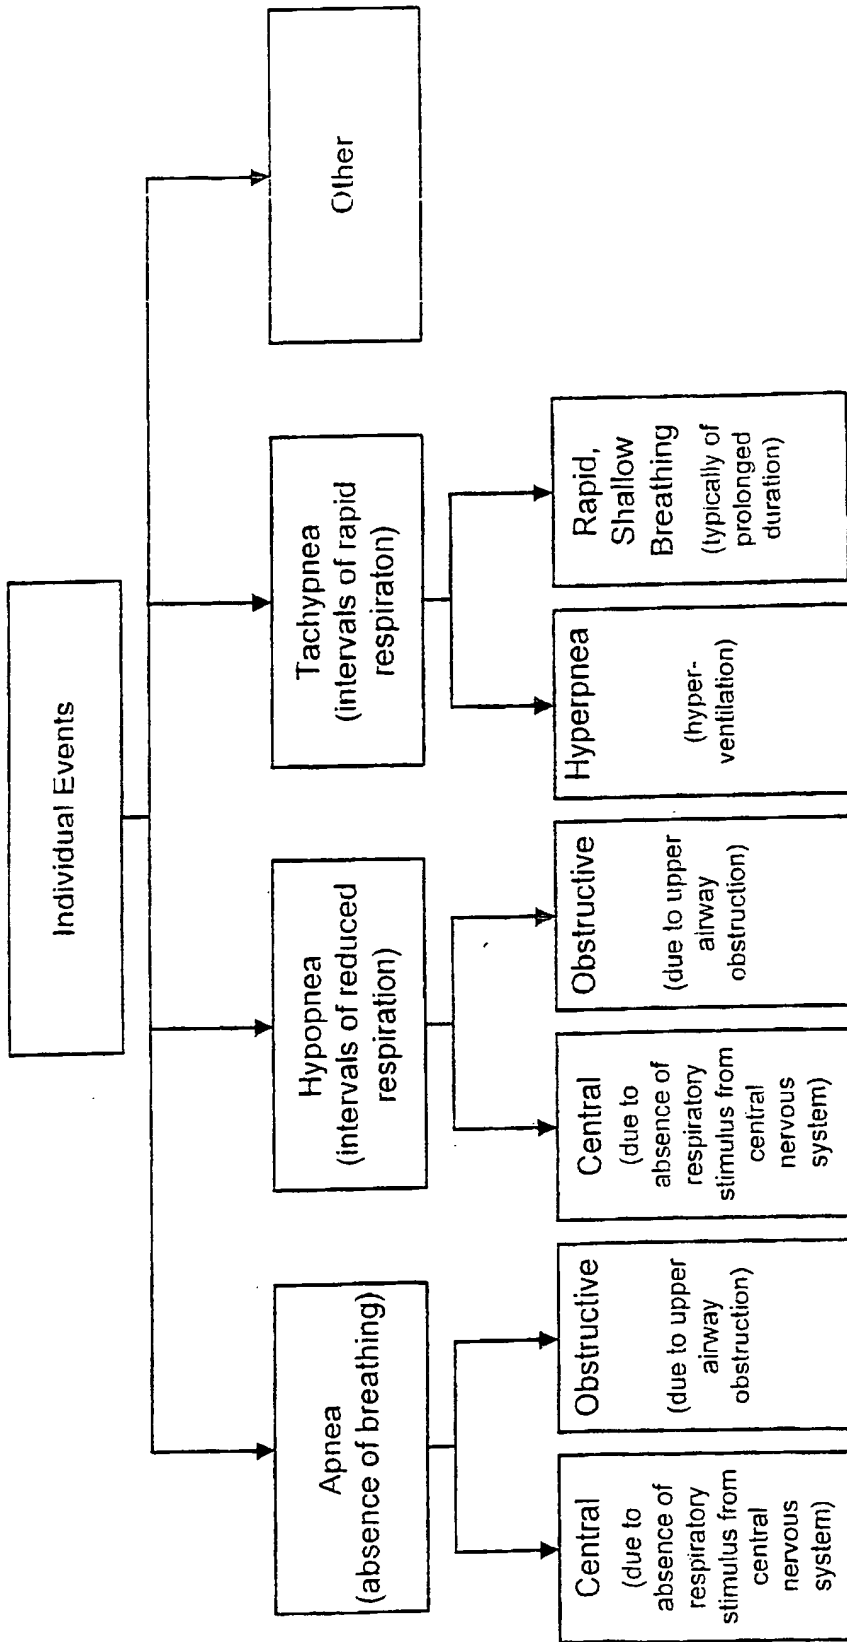 Individual Events
Apnea
(absence of breathing)
Hypopnea
(intervals of reduced
respiration)
Tachypnea
(intervals of rapid
respiraton)
Other
Central
(due to
absence of
respiratory
stimulus from
central
nervous
system)
Obstructive
(due to upper
airway
obstruction)
Central
(due to
absence of
respiratory
stimulus from
central
nervous
system)
Obstructive
(due to upper
airway
obstruction)
Hyperpnea
(hyper-
ventilation)
Rapid,
Shallow
Breathing
(typically of
prolonged
duration)